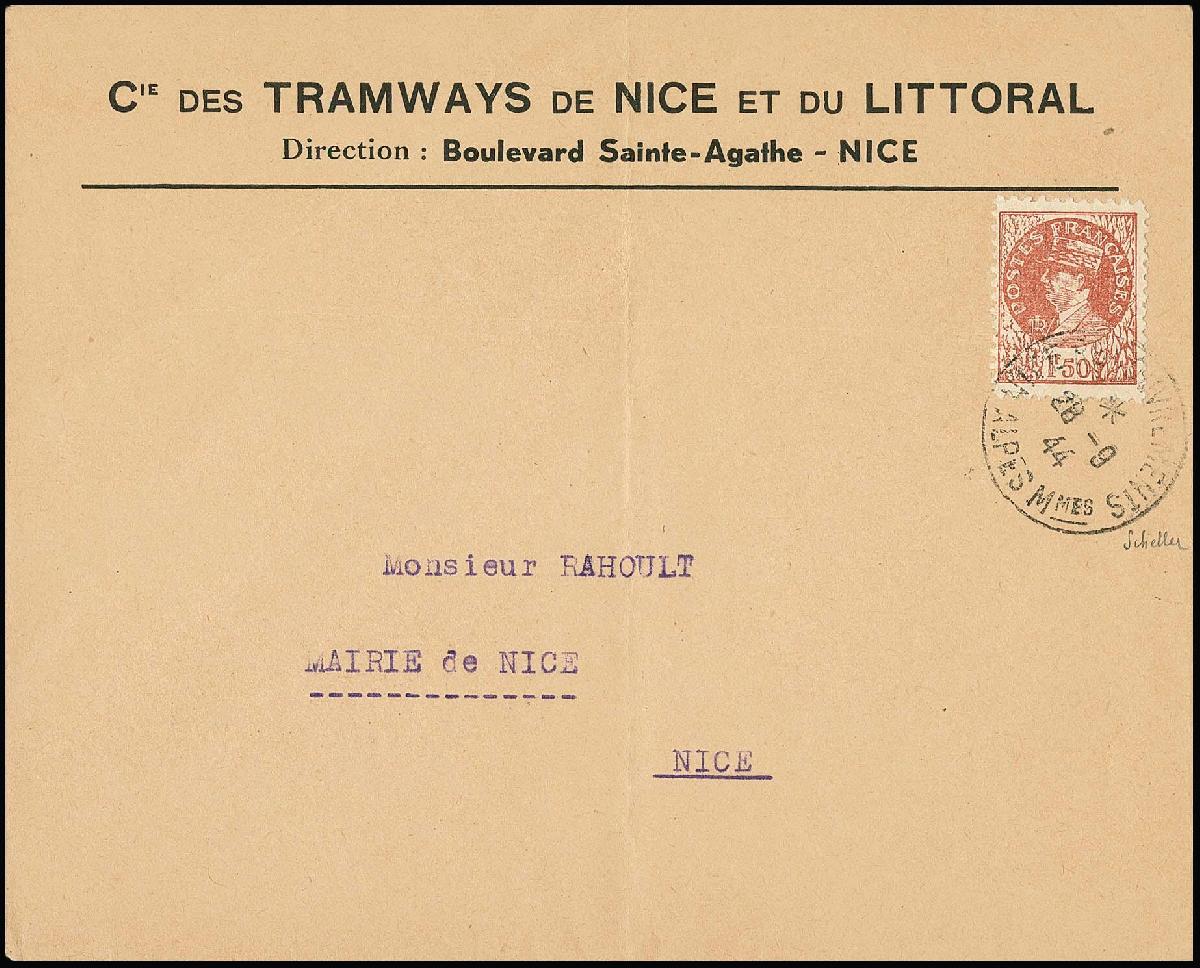 CIE DES TRAMWAYS DE NICE ET DU LITTORAL
Direction : Boulevard Sainte-Agathe - NICE
POSTES FRANÇAISES
1F50
28 -9
44
ALPES MMES
Scheller
Monsieur RAHOULT
MAIRIE de NICE
NICE